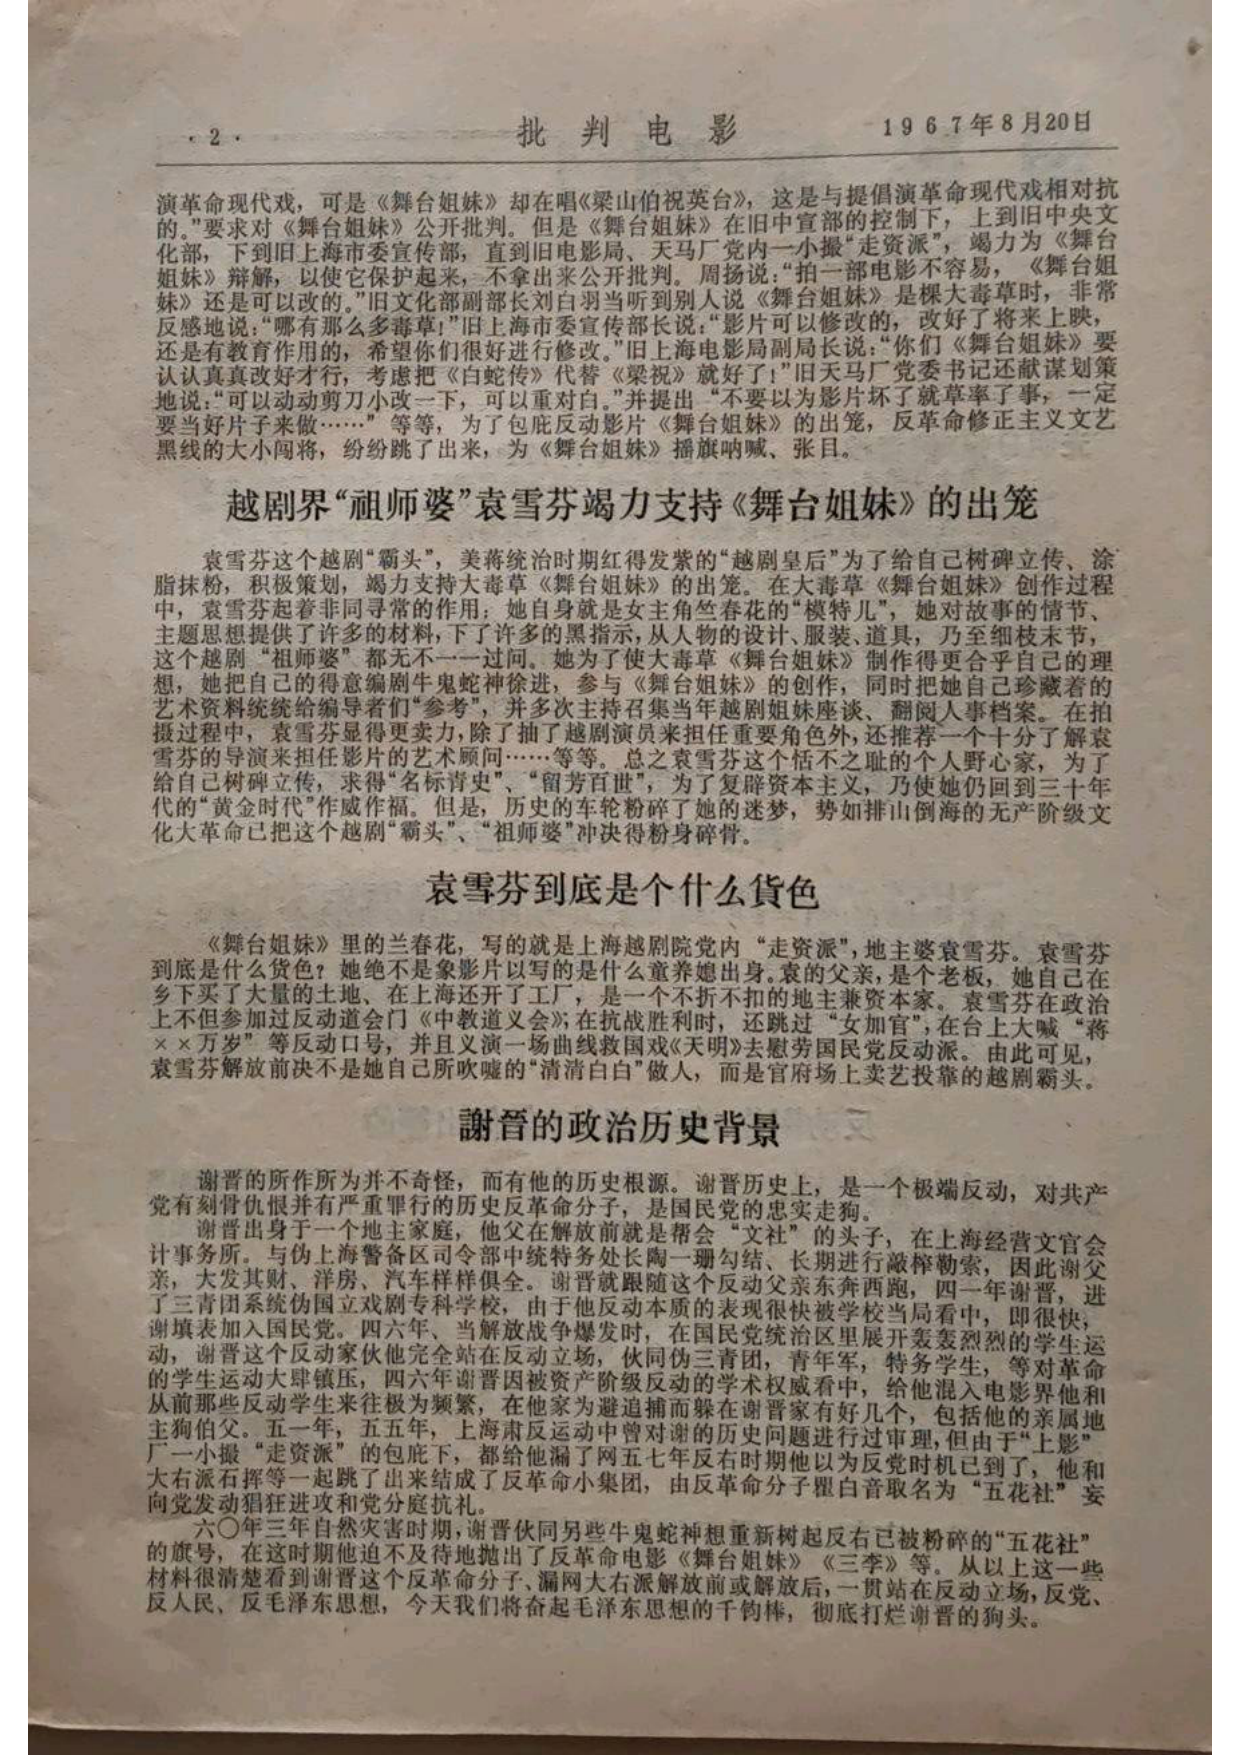 · 2 ·
批判电影
1967年8月20日
演革命现代戏，可是《舞台姐妹》却在唱《梁山伯祝英台》，这是与提倡演革命现代戏相对抗
的。”要求对《舞台姐妹》公开批判。但是《舞台姐妹》在旧中宣部的控制下，上到旧中央文
化部，下到旧上海市委宣传部，直到旧电影局、天马厂党内一小撮“走资派”，竭力为《舞台
姐妹》辩解，以使它保护起来，不拿出来公开批判。周扬说：“拍一部电影不容易，《舞台姐
妹》还是可以改的。”旧文化部副部长刘白羽当听到别人说《舞台姐妹》是棵大毒草时，非常
反感地说：“哪有那么多毒草！”旧上海市委宣传部长说：“影片可以修改的，改好了将来上映，
还是有教育作用的，希望你们很好进行修改。”旧上海电影局副局长说：“你们《舞台姐妹》要
认认真真改好才行，考虑把《白蛇传》代替《梁祝》就好了！”旧天马厂党委书记还献谋划策
地说：“可以动动剪刀小改一下，可以重对白。”并提出“不要以为影片坏了就草率了事，一定
要当好片子来做……”等等，为了包庇反动影片《舞台姐妹》的出笼，反革命修正主义文艺
黑线的大小闯将，纷纷跳了出来，为《舞台姐妹》摇旗呐喊、张目。
越剧界“祖师婆”袁雪芬竭力支持《舞台姐妹》的出笼
袁雪芬这个越剧“霸头”，美蒋统治时期红得发紫的“越剧皇后”为了给自己树碑立传、涂
脂抹粉，积极策划，竭力支持大毒草《舞台姐妹》的出笼。在大毒草《舞台姐妹》创作过程
中，袁雪芬起着非同寻常的作用；她自身就是女主角竺春花的“模特儿”，她对故事的情节、
主题思想提供了许多的材料，下了许多的黑指示，从人物的设计、服装、道具，乃至细枝末节，
这个越剧“祖师婆”都无不一一过问。她为了使大毒草《舞台姐妹》制作得更合乎自己的理
想，她把自己的得意编剧牛鬼蛇神徐进，参与《舞台姐妹》的创作，同时把她自己珍藏着的
艺术资料统统给编导者们“参考”，并多次主持召集当年越剧姐妹座谈、翻阅人事档案。在拍
摄过程中，袁雪芬显得更卖力，除了抽了越剧演员来担任重要角色外，还推荐一个十分了解袁
雪芬的导演来担任影片的艺术顾问……等等。总之袁雪芬这个恬不之耻的个人野心家，为了
给自己树碑立传，求得“名标青史”、“留芳百世”，为了复辟资本主义，乃使她仍回到三十年
代的“黄金时代”作威作福。但是，历史的车轮粉碎了她的迷梦，势如排山倒海的无产阶级文
化大革命已把这个越剧“霸头”、“祖师婆”冲决得粉身碎骨。
袁雪芬到底是个什么貨色
《舞台姐妹》里的兰春花，写的就是上海越剧院党内“走资派”，地主婆袁雪芬。袁雪芬
到底是什么货色？她绝不是象影片以写的是什么童养媳出身。袁的父亲，是个老板，她自己在
乡下买了大量的土地、在上海还开了工厂，是一个不折不扣的地主兼资本家。袁雪芬在政治
上不但参加过反动道会门《中教道义会》；在抗战胜利时，还跳过“女加官”，在台上大喊“蒋
××万岁”等反动口号，并且义演一场曲线救国戏《天明》去慰劳国民党反动派。由此可见，
袁雪芬解放前决不是她自己所吹嘘的“清清白白”做人，而是官府场上卖艺投靠的越剧霸头。
謝晉的政治历史背景
谢晋的所作所为并不奇怪，而有他的历史根源。谢晋历史上，是一个极端反动，对共产
党有刻骨仇恨并有严重罪行的历史反革命分子，是国民党的忠实走狗。
谢晋出身于一个地主家庭，他父在解放前就是帮会“文社”的头子，在上海经营文官会
计事务所。与伪上海警备区司令部中统特务处长陶一珊勾结、长期进行敲榨勒索，因此谢父
亲，大发其财、洋房、汽车样样俱全。谢晋就跟随这个反动父亲东奔西跑，四一年谢晋，进
了三青团系统伪国立戏剧专科学校，由于他反动本质的表现很快被学校当局看中，即很快，
谢填表加入国民党。四六年、当解放战争爆发时，在国民党统治区里展开轰轰烈烈的学生运
动，谢晋这个反动家伙他完全站在反动立场，伙同伪三青团，青年军，特务学生，等对革命
的学生运动大肆镇压，四六年谢晋因被资产阶级反动的学术权威看中，给他混入电影界他和
从前那些反动学生来往极为频繁，在他家为避追捕而躲在谢晋家有好几个，包括他的亲属地
主狗伯父。五一年，五五年，上海肃反运动中曾对谢的历史问题进行过审理，但由于“上影”
厂一小撮“走资派”的包庇下，都给他漏了网五七年反右时期他以为反党时机已到了，他和
大右派石挥等一起跳了出来结成了反革命小集团，由反革命分子瞿白音取名为“五花社”妄
向党发动猖狂进攻和党分庭抗礼。
六〇年三年自然灾害时期，谢晋伙同另些牛鬼蛇神想重新树起反右已被粉碎的“五花社”
的旗号，在这时期他迫不及待地抛出了反革命电影《舞台姐妹》《三李》等。从以上这一些
材料很清楚看到谢晋这个反革命分子、漏网大右派解放前或解放后，一贯站在反动立场，反党、
反人民、反毛泽东思想，今天我们将奋起毛泽东思想的千钧棒，彻底打烂谢晋的狗头。